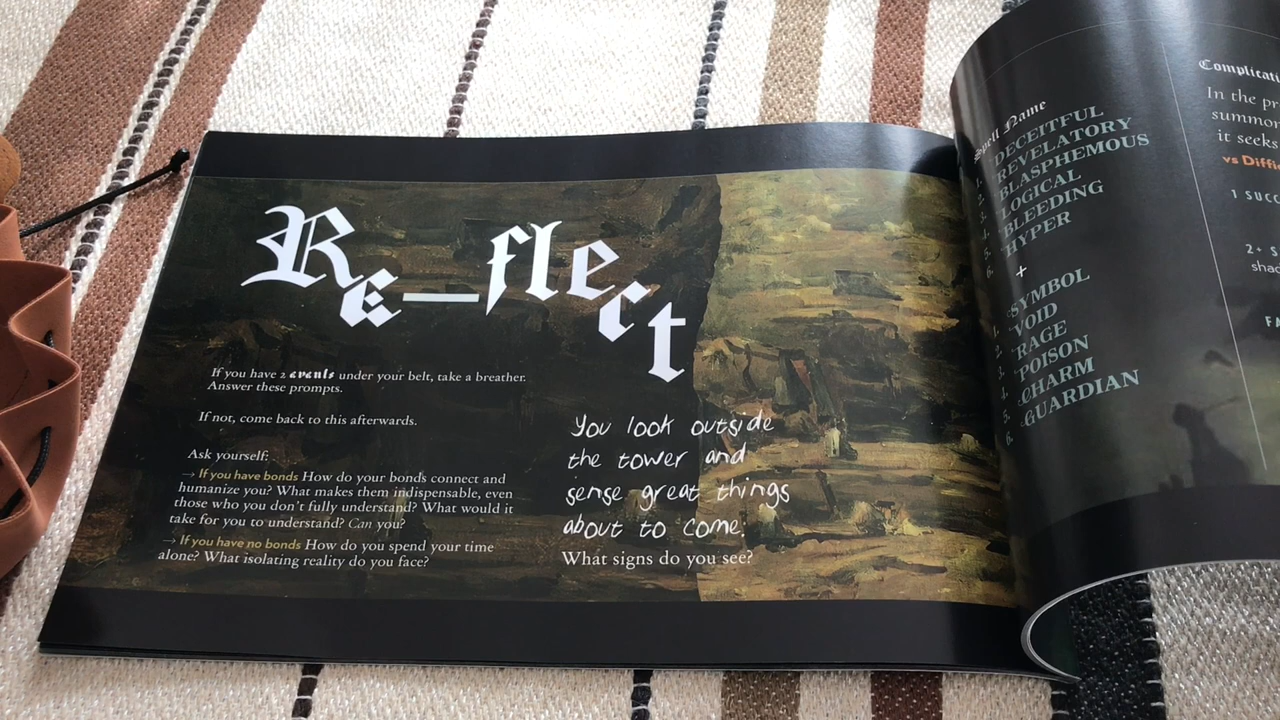 Re_flect
If you have 2 events under your belt, take a breather.
Answer these prompts.
If not, come back to this afterwards.
Ask yourself:
→ If you have bonds How do your bonds connect and
humanize you? What makes them indispensable, even
those who you don't fully understand? What would it
take for you to understand? Can you?
→ If you have no bonds How do you spend your time
alone? What isolating reality do you face?
You look outside
the tower and
sense great things
about to come.
What signs do you see?
Spell Name
1. DECEITFUL
2. REVELATORY
3. BLASPHEMOUS
4. LOGICAL
5. BLEEDING
6. HYPER
+
1. SYMBOL
2. VOID
3. RAGE
4. POISON
5. CHARM
6. GUARDIAN
In the
summon
it seeks
vs
1
2+